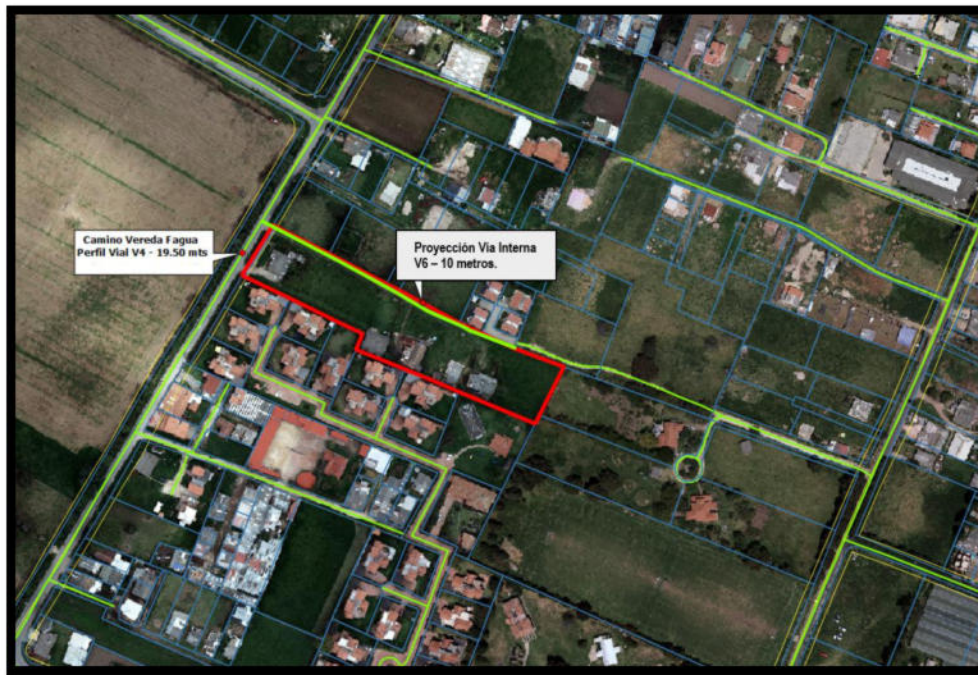 Camino Vereda Fagua
Perfil Vial V4 - 19.50 mts
Proyección Via Interna
V6 – 10 metros.